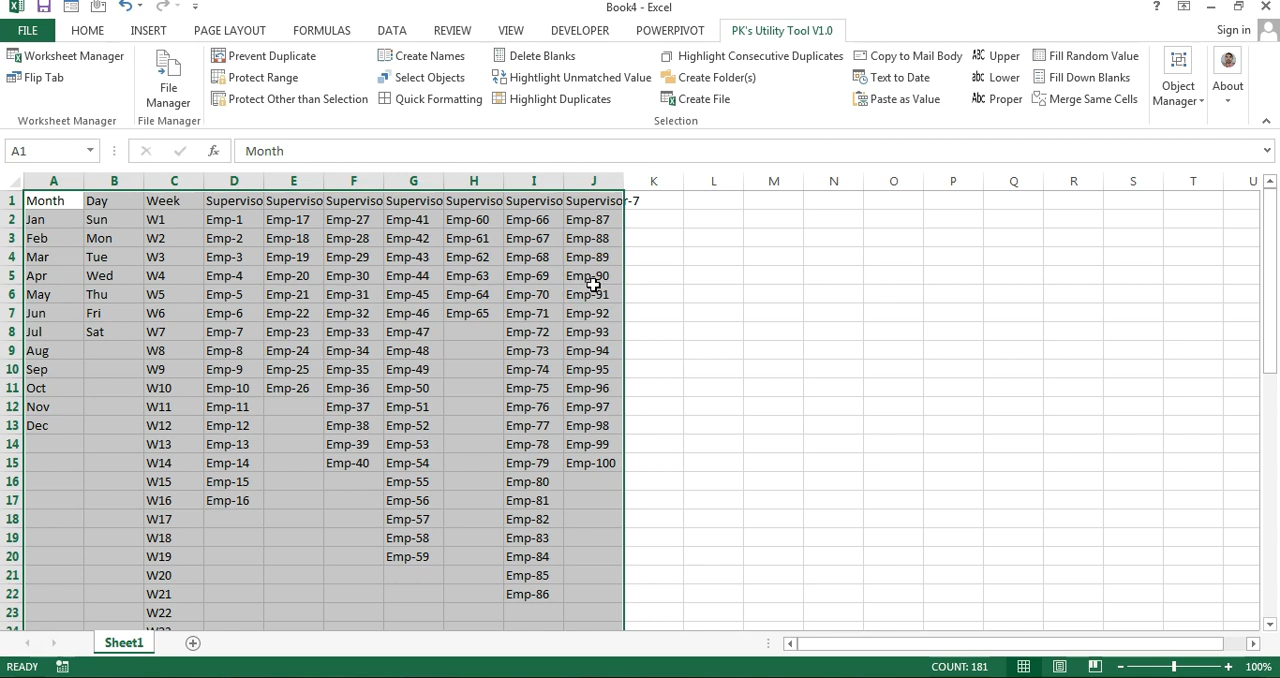 Book4 - Excel
Sign in
FILE HOME INSERT PAGE LAYOUT FORMULAS DATA REVIEW VIEW DEVELOPER POWERPIVOT PK's Utility Tool V1.0
Worksheet Manager
Flip Tab
Worksheet Manager
File Manager
File Manager
Prevent Duplicate
Protect Range
Protect Other than Selection
Create Names
Select Objects
Quick Formatting
Delete Blanks
Hightlight Unmatched Value
Highlight Duplicates
Highlight Consecutive Duplicates
Create Folder(s)
Create File
Copy to Mail Body
Text to Date
Paste as Value
Abc Upper
Abc Lower
Abc Proper
Fill Random Value
Fill Down Blanks
Merge Same Cells
Selection
Object Manager
About
A1 fx Month
A B C D E F G H I J K L M N O P Q R S T U
1 Month Day Week Superviso Superviso Superviso Superviso Superviso Superviso Supervisor-7
2 Jan Sun W1 Emp-1 Emp-17 Emp-27 Emp-41 Emp-60 Emp-66 Emp-87
3 Feb Mon W2 Emp-2 Emp-18 Emp-28 Emp-42 Emp-61 Emp-67 Emp-88
4 Mar Tue W3 Emp-3 Emp-19 Emp-29 Emp-43 Emp-62 Emp-68 Emp-89
5 Apr Wed W4 Emp-4 Emp-20 Emp-30 Emp-44 Emp-63 Emp-69 Emp-90
6 May Thu W5 Emp-5 Emp-21 Emp-31 Emp-45 Emp-64 Emp-70 Emp-91
7 Jun Fri W6 Emp-6 Emp-22 Emp-32 Emp-46 Emp-65 Emp-71 Emp-92
8 Jul Sat W7 Emp-7 Emp-23 Emp-33 Emp-47 Emp-72 Emp-93
9 Aug W8 Emp-8 Emp-24 Emp-34 Emp-48 Emp-73 Emp-94
10 Sep W9 Emp-9 Emp-25 Emp-35 Emp-49 Emp-74 Emp-95
11 Oct W10 Emp-10 Emp-26 Emp-36 Emp-50 Emp-75 Emp-96
12 Nov W11 Emp-11 Emp-37 Emp-51 Emp-76 Emp-97
13 Dec W12 Emp-12 Emp-38 Emp-52 Emp-77 Emp-98
14 W13 Emp-13 Emp-39 Emp-53 Emp-78 Emp-99
15 W14 Emp-14 Emp-40 Emp-54 Emp-79 Emp-100
16 W15 Emp-15 Emp-55 Emp-80
17 W16 Emp-16 Emp-56 Emp-81
18 W17 Emp-57 Emp-82
19 W18 Emp-58 Emp-83
20 W19 Emp-59 Emp-84
21 W20 Emp-85
22 W21 Emp-86
23 W22
Sheet1
READY COUNT: 181 100%